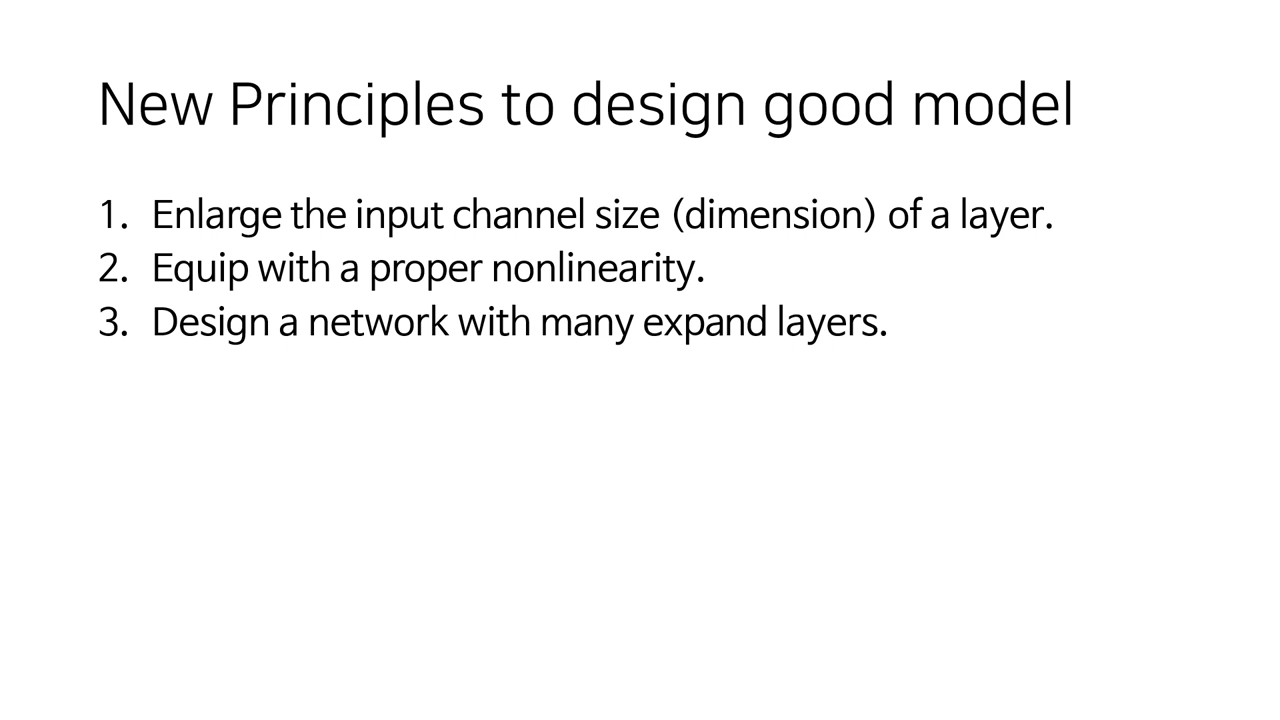 New Principles to design good model
1. Enlarge the input channel size (dimension) of a layer.
2. Equip with a proper nonlinearity.
3. Design a network with many expand layers.